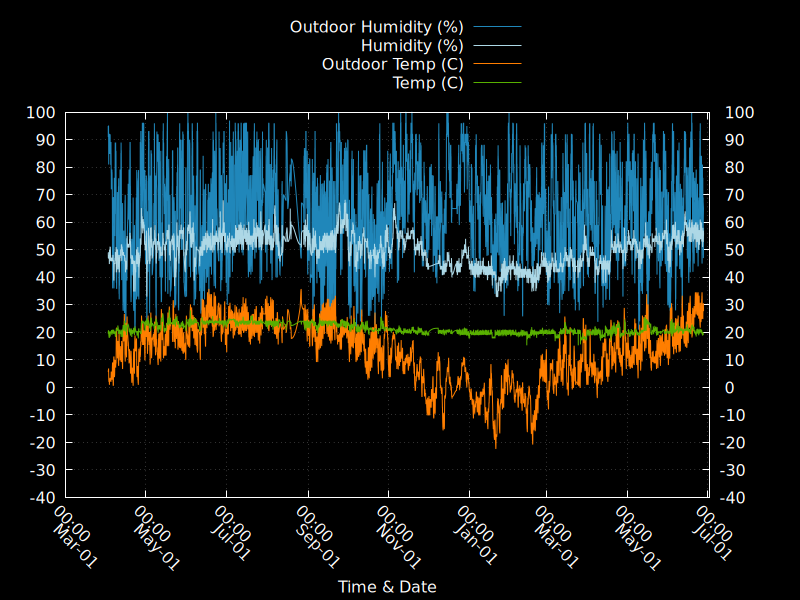 Outdoor Humidity (%)
Humidity (%)
Outdoor Temp (C)
Temp (C)
100 100
90 90
80 80
70 70
60 60
50 50
40 40
30 30
20 20
10 10
0 0
-10 -10
-20 -20
-30 -30
-40 -40
00:00 00:00 00:00 00:00 00:00 00:00 00:00 00:00 00:00
Mar-01 May-01 Jul-01 Sep-01 Nov-01 Jan-01 Mar-01 May-01 Jul-01
Time & Date